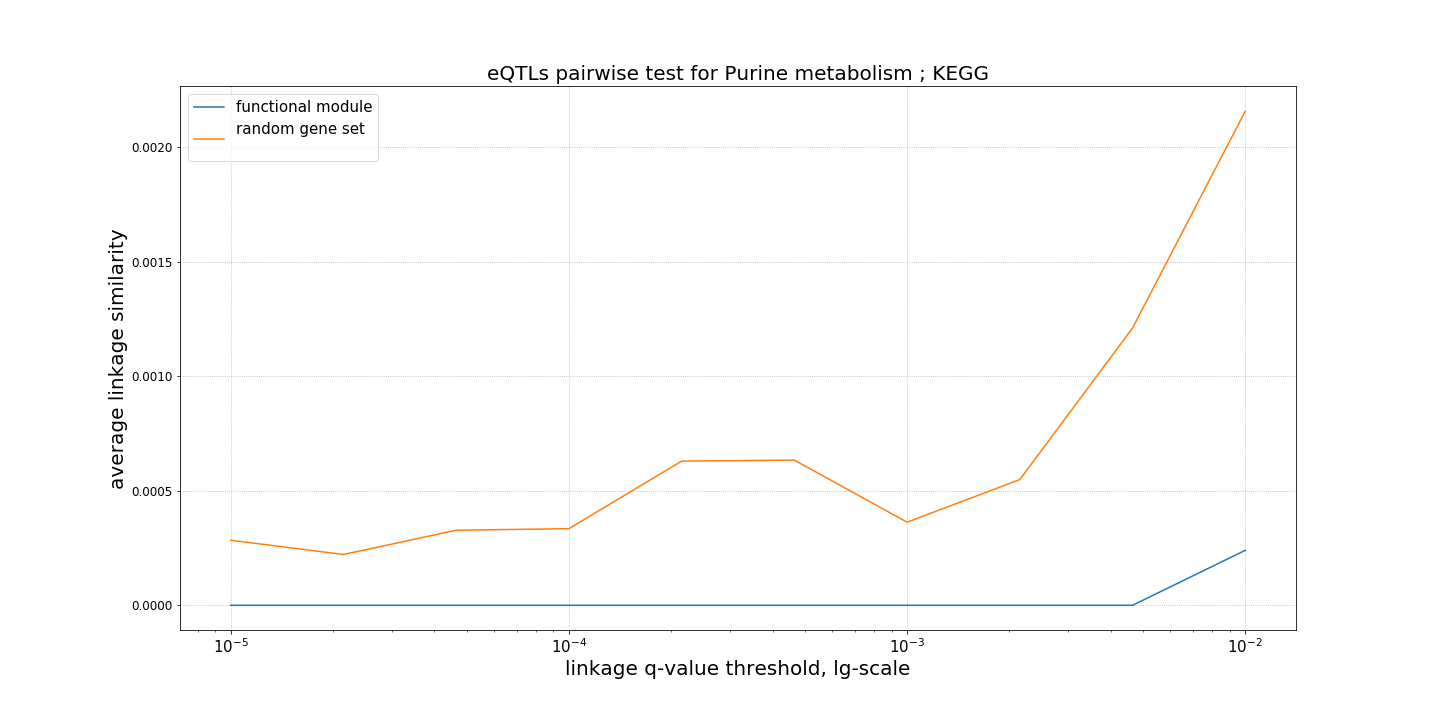 eQTLs pairwise test for Purine metabolism ; KEGG
functional module
random gene set
average linkage similarity
0.0020
0.0015
0.0010
0.0005
0.0000
10⁻⁵ 10⁻⁴ 10⁻³ 10⁻²
linkage q-value threshold, lg-scale